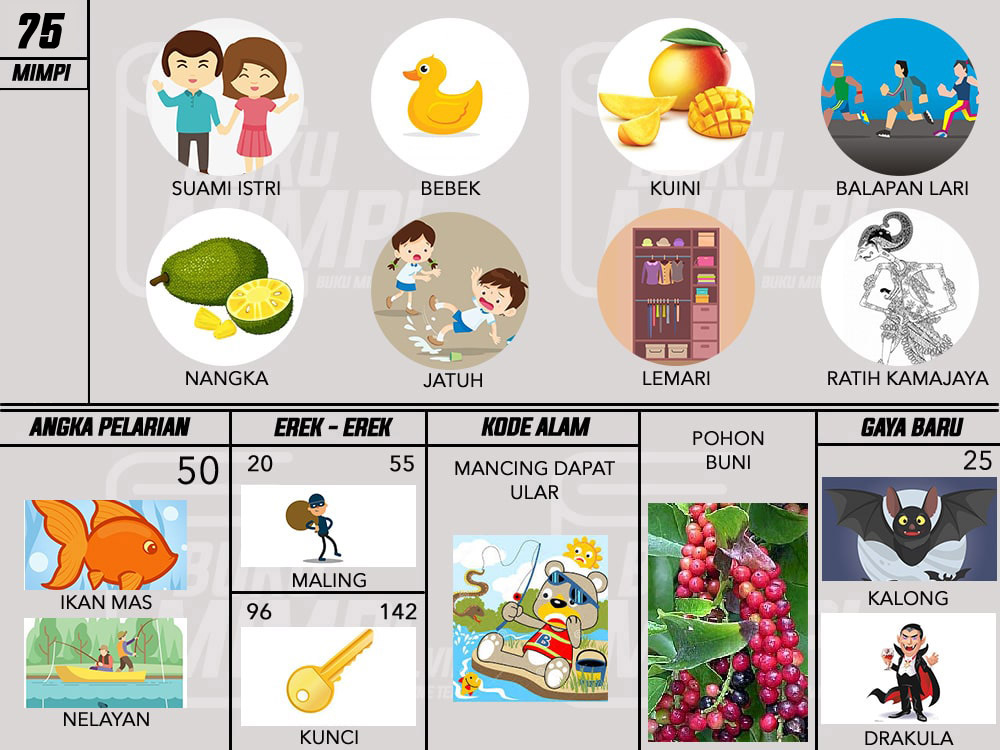 75
MIMPI
SUAMI ISTRI
BEBEK
KUINI
BALAPAN LARI
NANGKA
JATUH
LEMARI
RATIH KAMAJAYA
ANGKA PELARIAN
50
IKAN MAS
NELAYAN
EREK - EREK
20 55
MALING
96 142
KUNCI
KODE ALAM
MANCING DAPAT
ULAR
B
POHON
BUNI
GAYA BARU
25
KALONG
DRAKULA